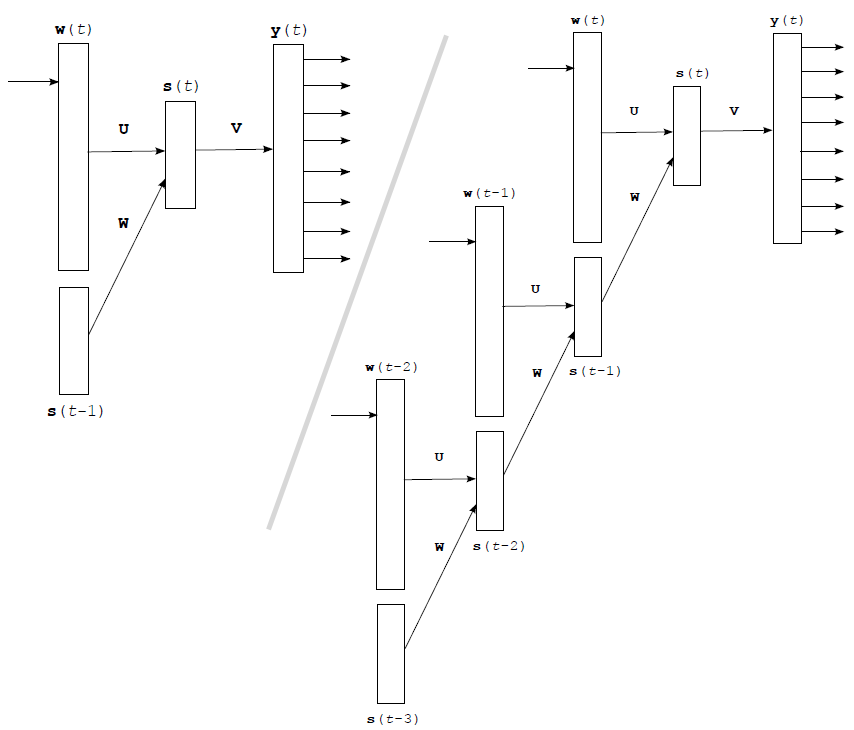 w(t)
y(t)
s(t)
U
V
W
s(t-1)
w(t)
y(t)
s(t)
U
V
W
w(t-1)
U
s(t-1)
W
w(t-2)
U
s(t-2)
W
s(t-3)